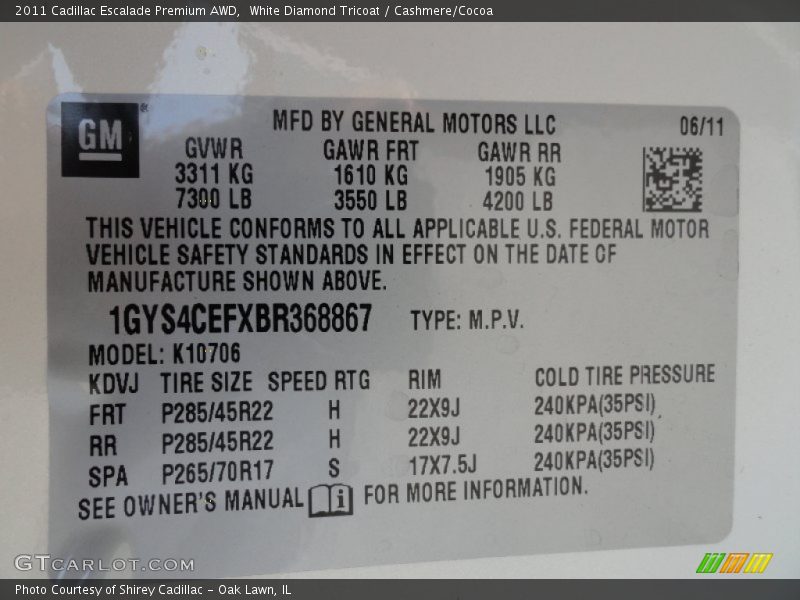 2011 Cadillac Escalade Premium AWD,  White Diamond Tricoat / Cashmere/Cocoa
GM ®
MFD BY GENERAL MOTORS LLC 06/11
GVWR GAWR FRT GAWR RR
3311 KG 1610 KG 1905 KG
7300 LB 3550 LB 4200 LB
THIS VEHICLE CONFORMS TO ALL APPLICABLE U.S. FEDERAL MOTOR
VEHICLE SAFETY STANDARDS IN EFFECT ON THE DATE OF
MANUFACTURE SHOWN ABOVE.
1GYS4CEFXBR368867 TYPE: M.P.V.
MODEL: K10706
KDVJ TIRE SIZE SPEED RTG RIM COLD TIRE PRESSURE
FRT P285/45R22 H 22X9J 240KPA(35PSI)
RR P285/45R22 H 22X9J 240KPA(35PSI)
SPA P265/70R17 S 17X7.5J 240KPA(35PSI)
SEE OWNER'S MANUAL i FOR MORE INFORMATION.
GTCARLOT.COM
Photo Courtesy of Shirey Cadillac - Oak Lawn, IL